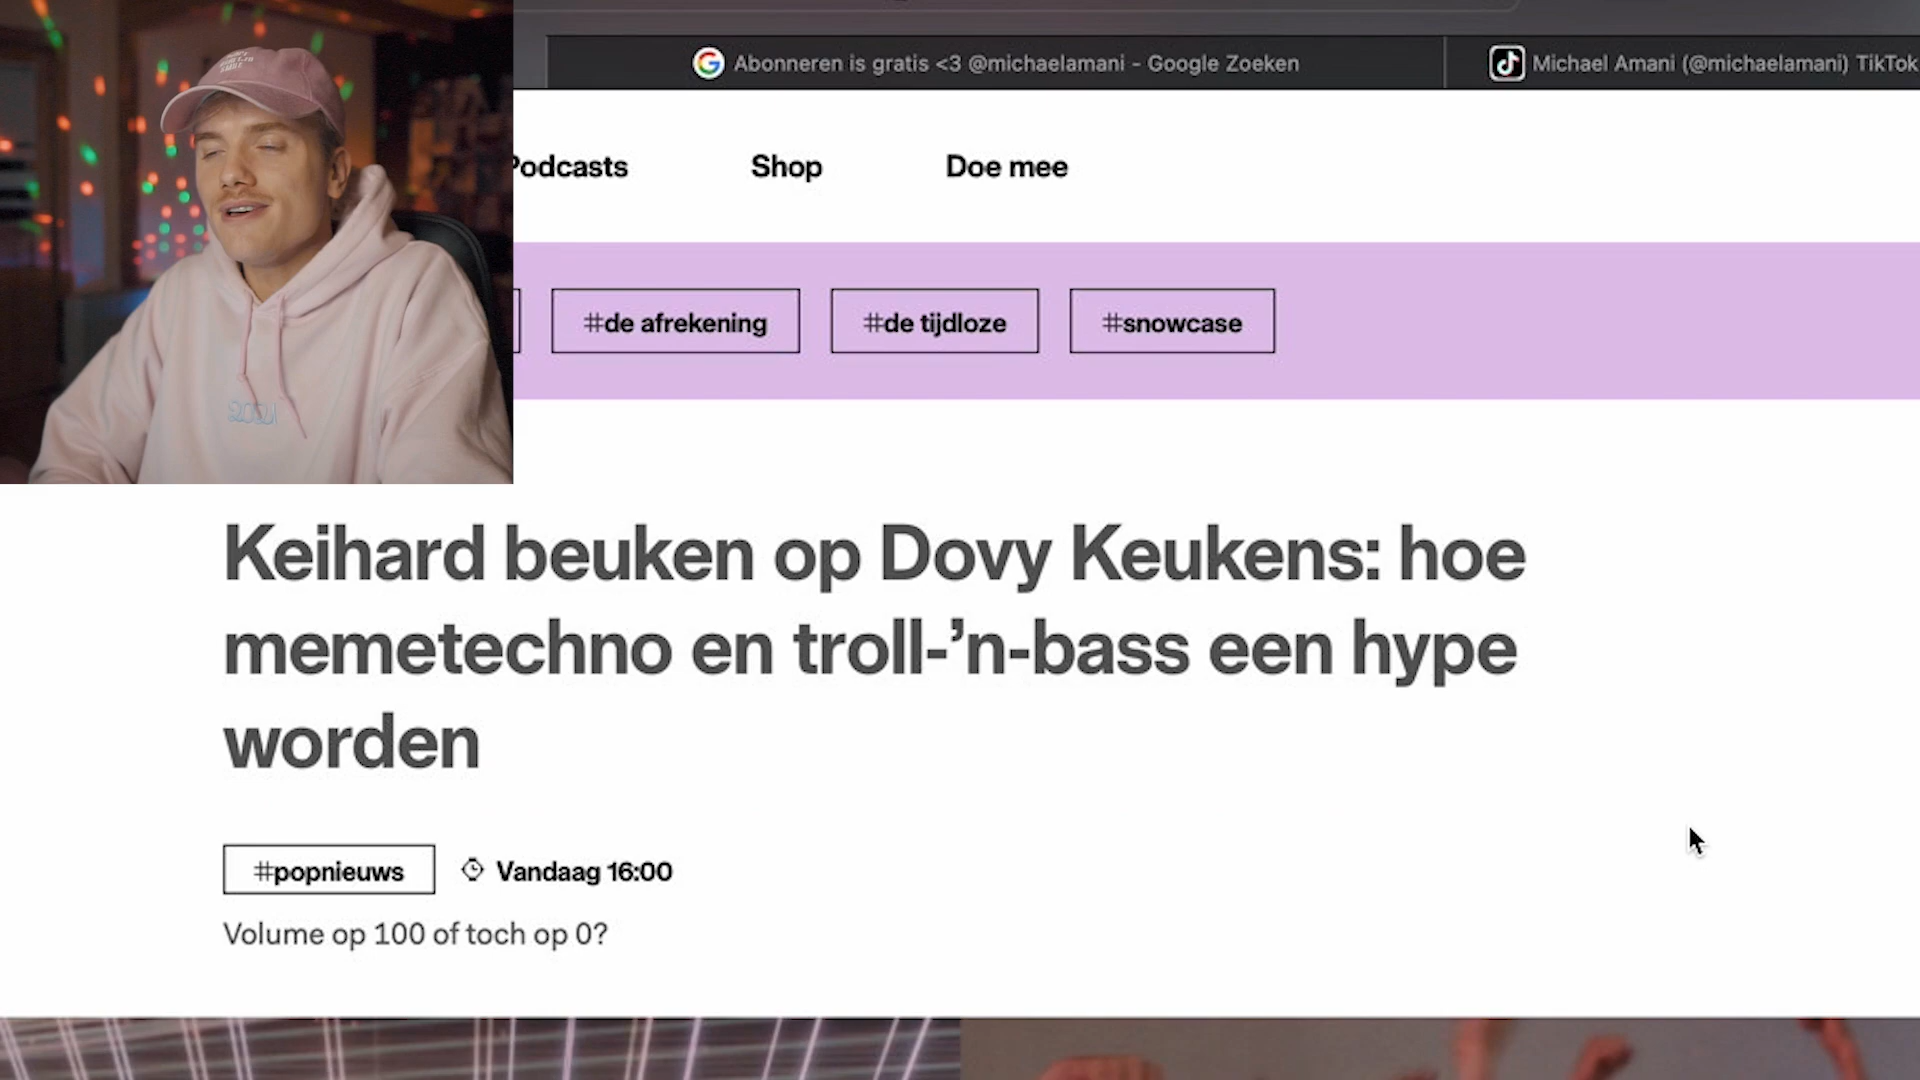 Abonneren is gratis <3 @michaelamani - Google Zoeken
Michael Amani (@michaelamani) TikTok
Podcasts
Shop
Doe mee
#de afrekening
#de tijdloze
#snowcase
Keihard beuken op Dovy Keukens: hoe
memetechno en troll-’n-bass een hype
worden
#popnieuws
Vandaag 16:00
Volume op 100 of toch op 0?